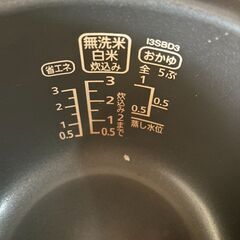 I3SBD3
無洗米 おかゆ
省エネ 白米 全 5ぶ
炊込み
3 3 1
2 2 0.5
1 1 0.5
0.5 0.5
炊込み2まで
蒸し水位